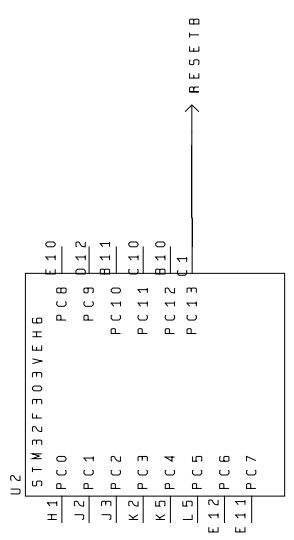 U2
STM32F303VEH6
H1 PC0
J2 PC1
J3 PC2
K2 PC3
K5 PC4
L5 PC5
E12 PC6
E11 PC7
PC8 E10
PC9 D12
PC10 B11
PC11 C10
PC12 B10
PC13 C1
RESETB